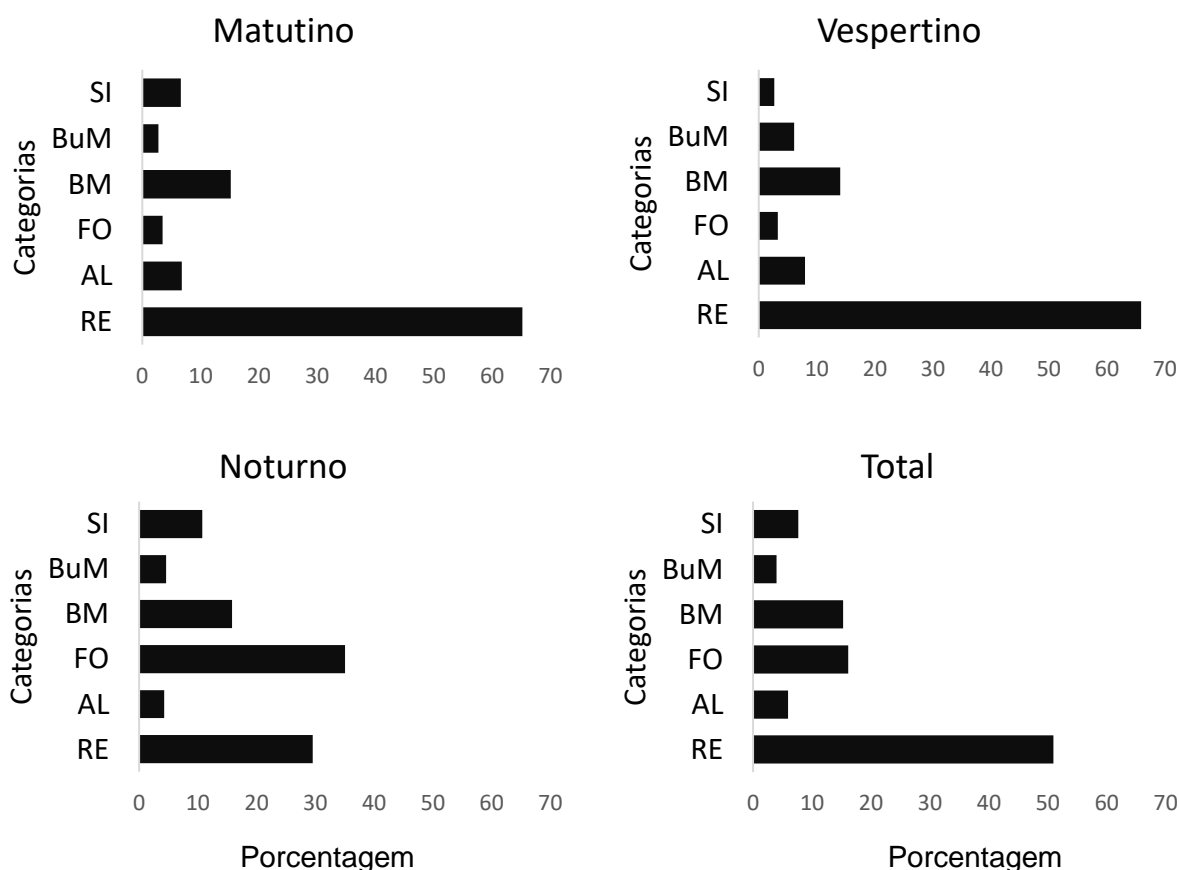 Matutino
Categorias
SI
BuM
BM
FO
AL
RE
0 10 20 30 40 50 60 70
Vespertino
Categorias
SI
BuM
BM
FO
AL
RE
0 10 20 30 40 50 60 70
Noturno
Categorias
SI
BuM
BM
FO
AL
RE
0 10 20 30 40 50 60 70
Porcentagem
Total
Categorias
SI
BuM
BM
FO
AL
RE
0 10 20 30 40 50 60 70
Porcentagem